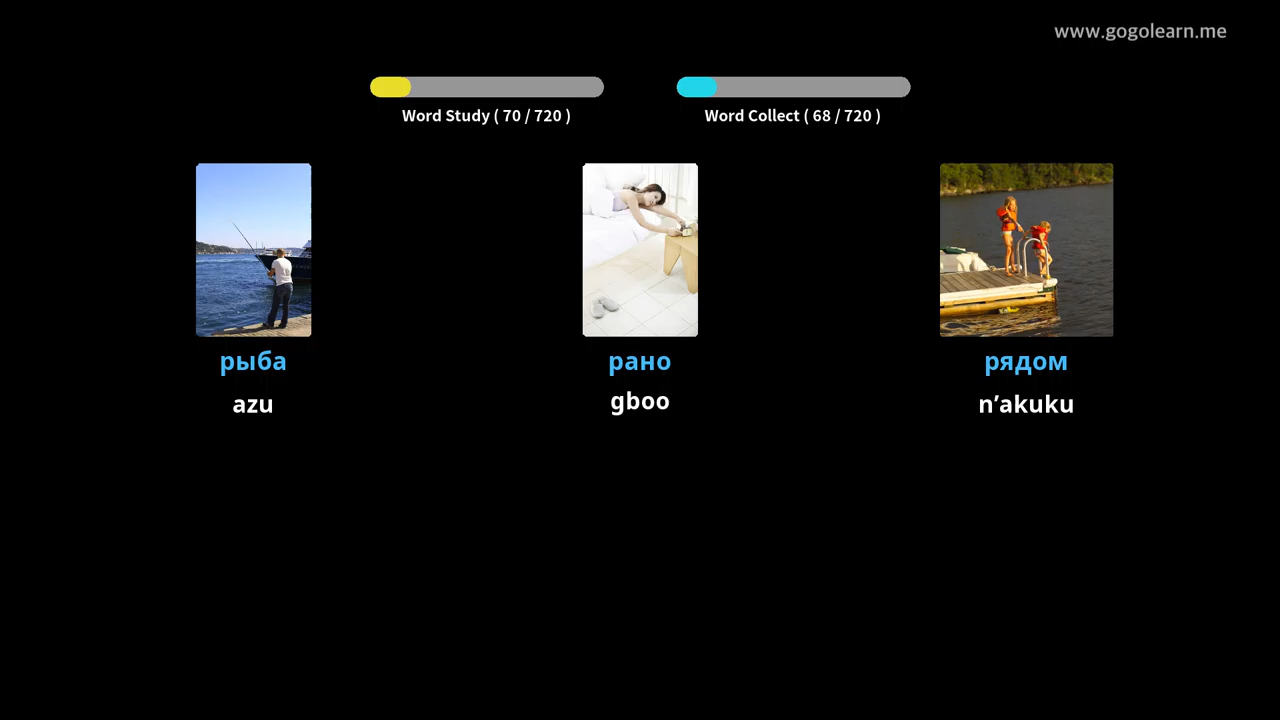 www.gogolearn.me
Word Study ( 70 / 720 )
Word Collect ( 68 / 720 )
рыба
рано
рядом
azu
gboo
n’akuku